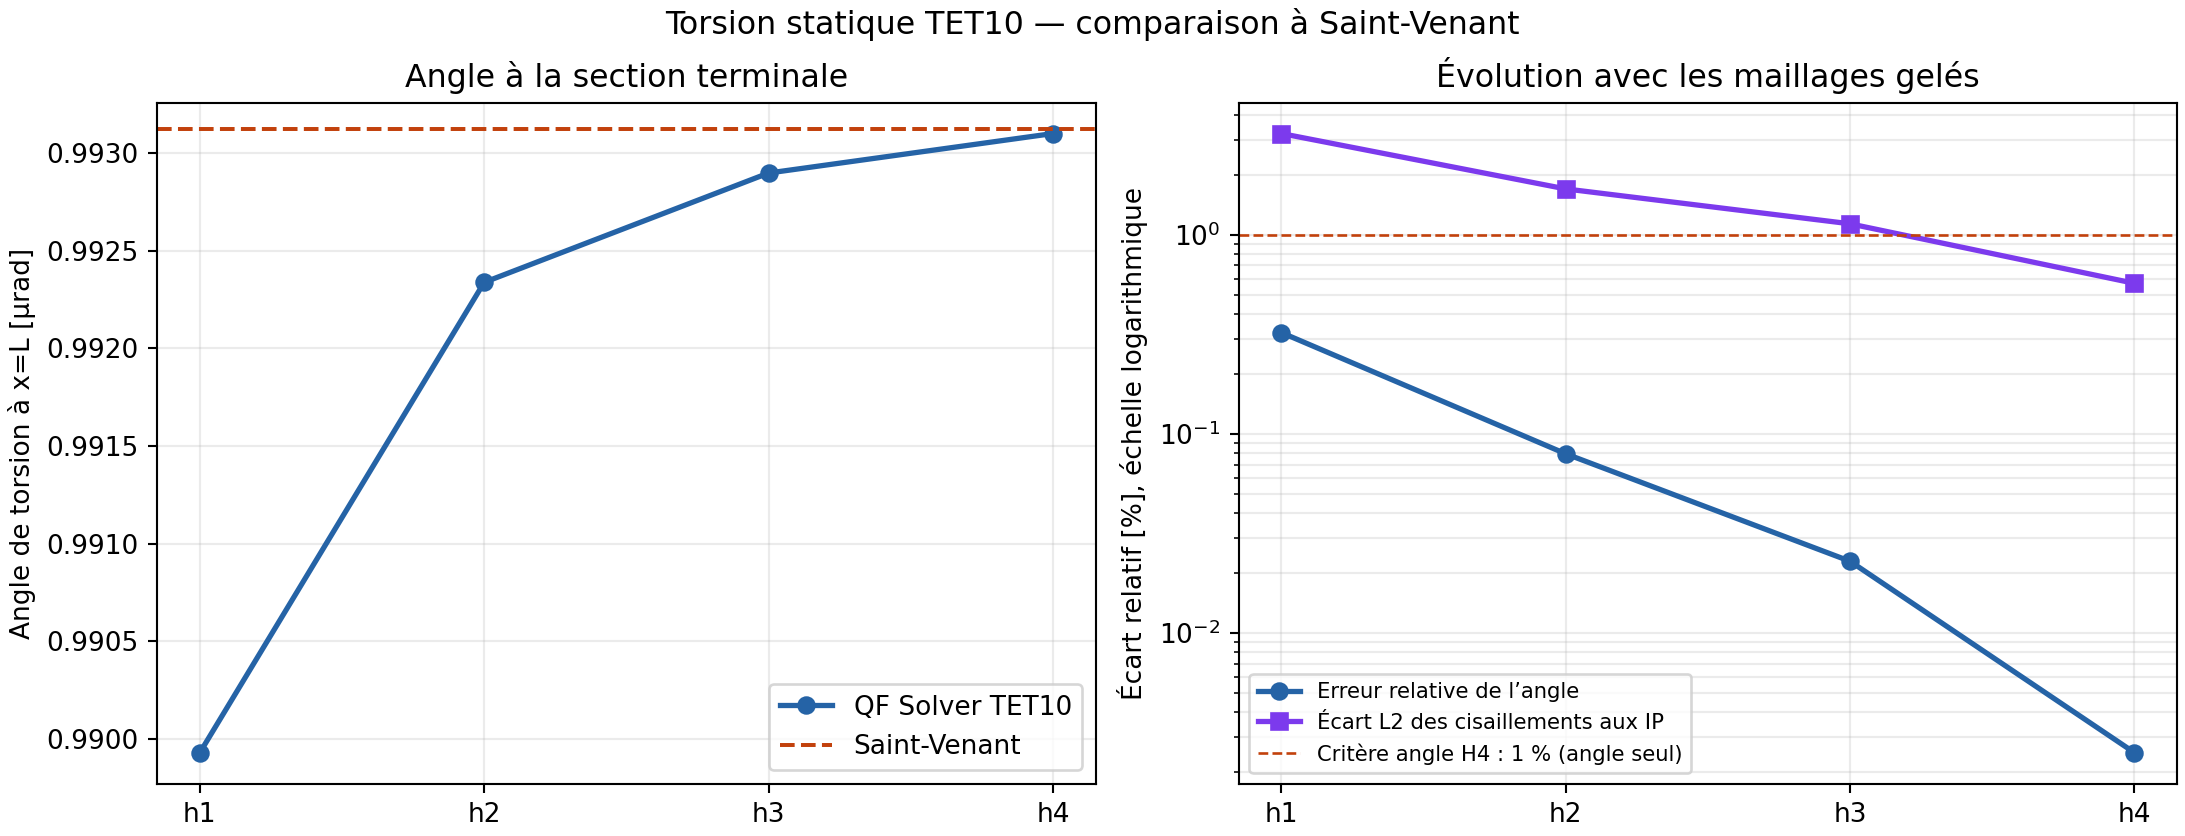 Torsion statique TET10 — comparaison à Saint-Venant
Angle à la section terminale
Angle de torsion à x=L [µrad]
0.9930
0.9925
0.9920
0.9915
0.9910
0.9905
0.9900
h1
h2
h3
h4
QF Solver TET10
Saint-Venant
Évolution avec les maillages gelés
Écart relatif [%], échelle logarithmique
10⁰
10⁻¹
10⁻²
Erreur relative de l’angle
Écart L2 des cisaillements aux IP
Critère angle H4 : 1 % (angle seul)
h1
h2
h3
h4